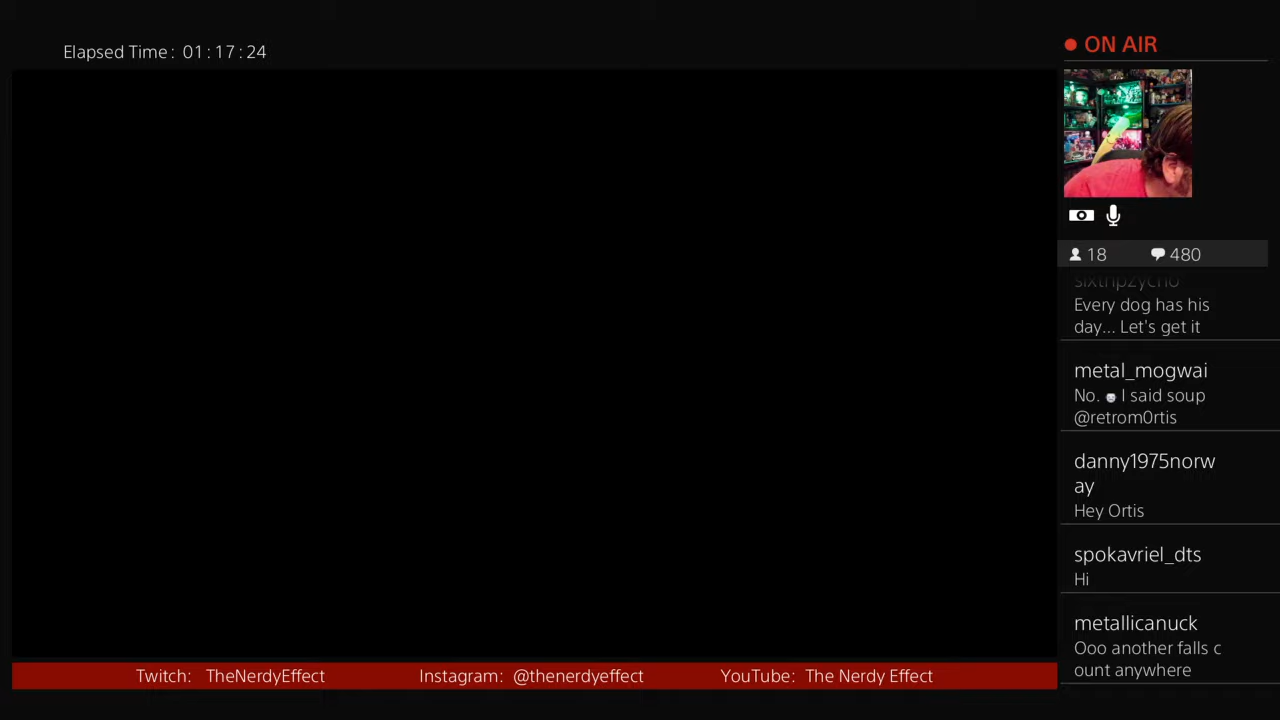 Elapsed Time: 01:17:24
ON AIR
18 480
sixthpzycho
Every dog has his
day... Let's get it
metal_mogwai
No. I said soup
@retrom0rtis
danny1975norw
ay
Hey Ortis
spokavriel_dts
Hi
metallicanuck
Ooo another falls c
ount anywhere
Twitch: TheNerdyEffect Instagram: @thenerdyeffect YouTube: The Nerdy Effect